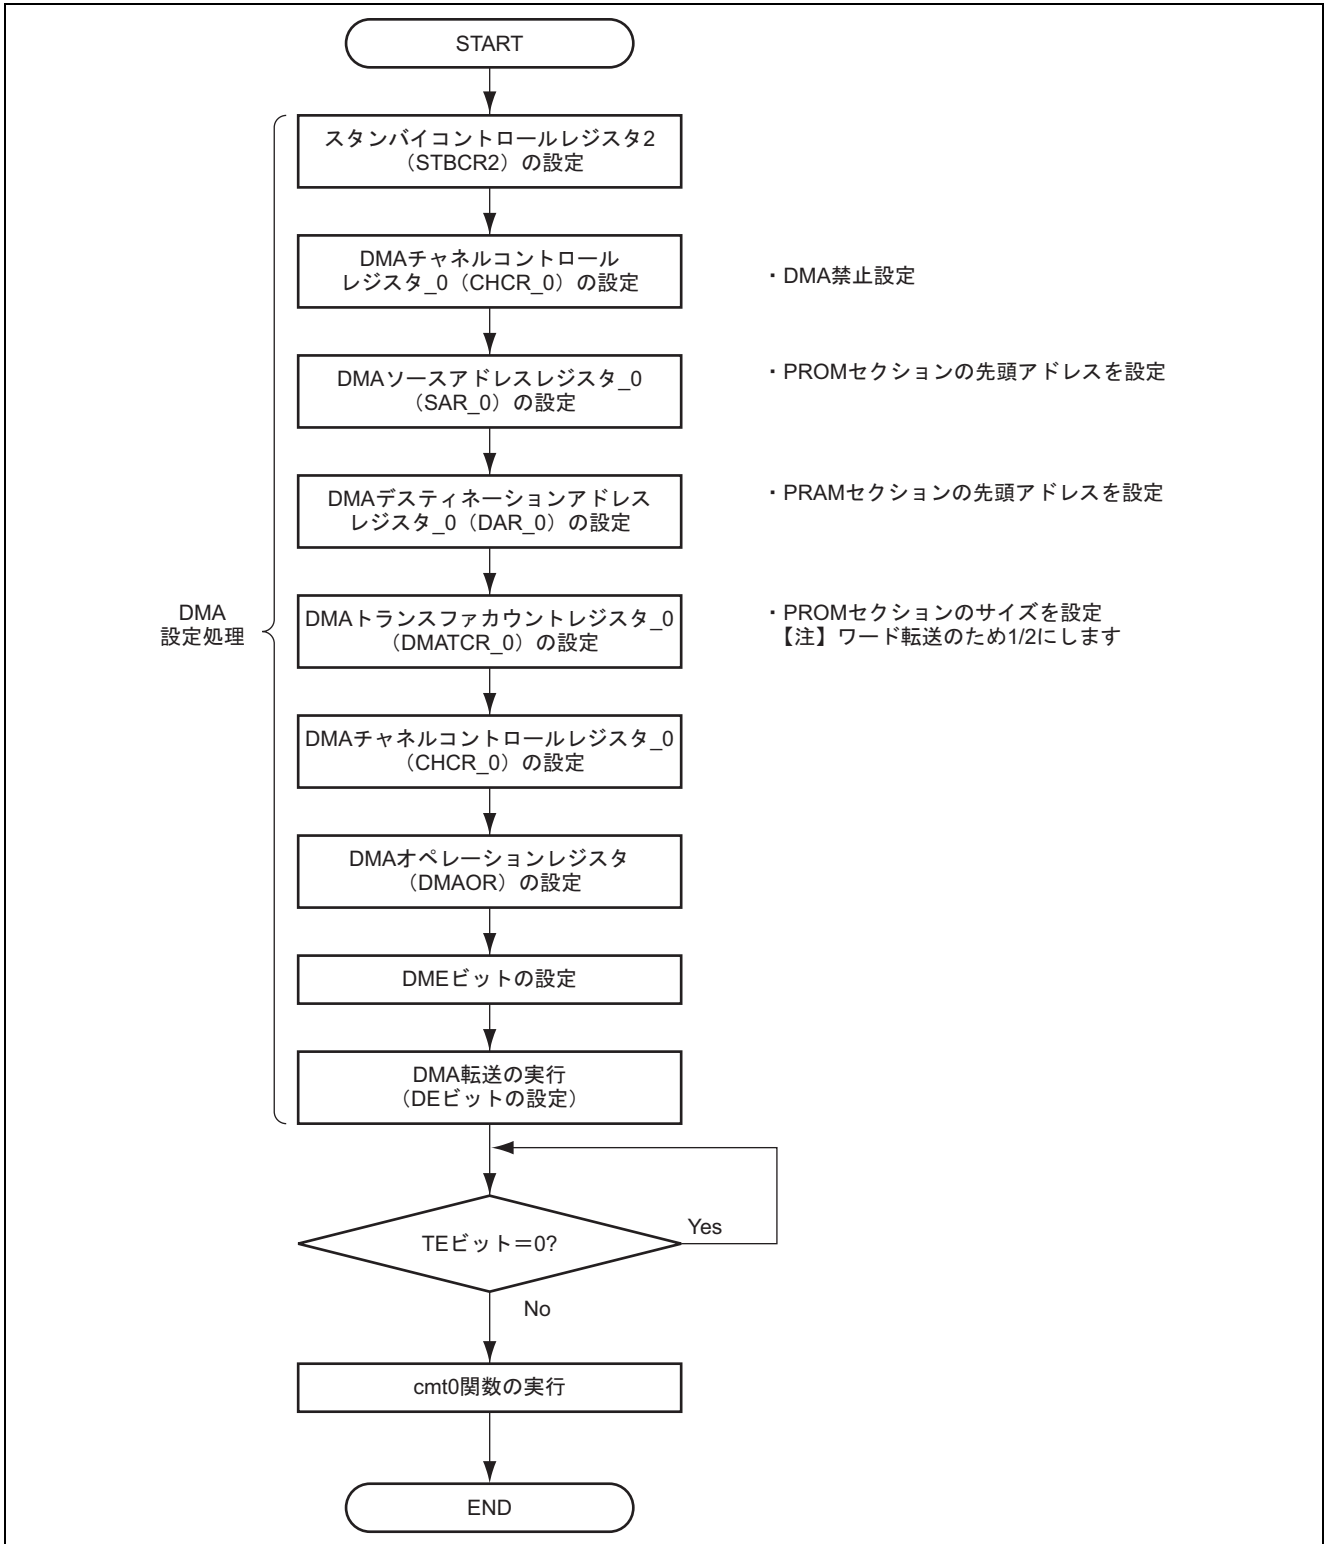 START
スタンバイコントロールレジスタ2
（STBCR2）の設定
DMAチャネルコントロール
レジスタ_0（CHCR_0）の設定
・DMA禁止設定
DMAソースアドレスレジスタ_0
（SAR_0）の設定
・PROMセクションの先頭アドレスを設定
DMAデスティネーションアドレス
レジスタ_0（DAR_0）の設定
・PRAMセクションの先頭アドレスを設定
DMA
設定処理
DMAトランスファカウントレジスタ_0
（DMATCR_0）の設定
・PROMセクションのサイズを設定
【注】ワード転送のため1/2にします
DMAチャネルコントロールレジスタ_0
（CHCR_0）の設定
DMAオペレーションレジスタ
（DMAOR）の設定
DMEビットの設定
DMA転送の実行
（DEビットの設定）
TEビット＝0?
Yes
No
cmt0関数の実行
END